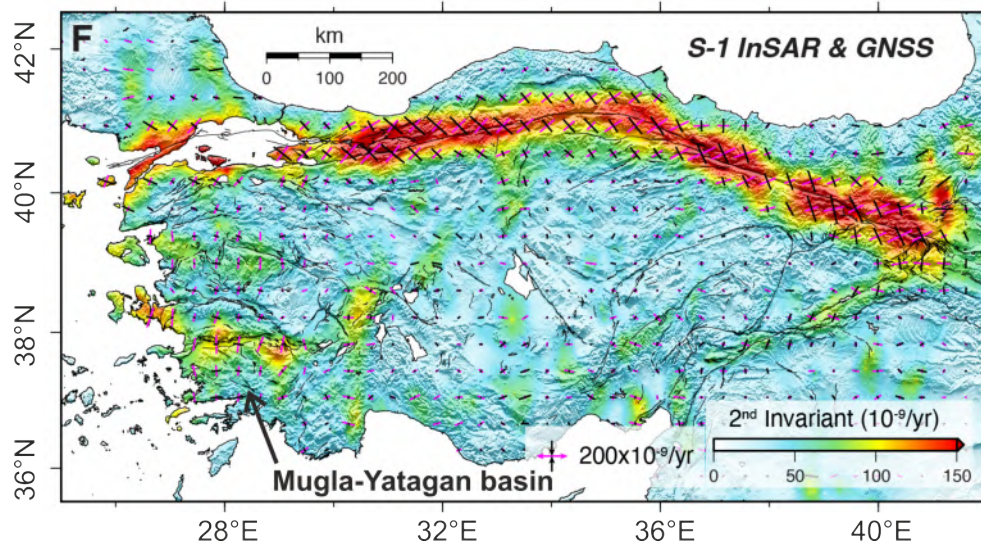 F
km
0 100 200
S-1 InSAR & GNSS
42°N
40°N
38°N
36°N
2nd Invariant (10-9/yr)
0 50 100 150
200x10-9/yr
Mugla-Yatagan basin
28°E 32°E 36°E 40°E